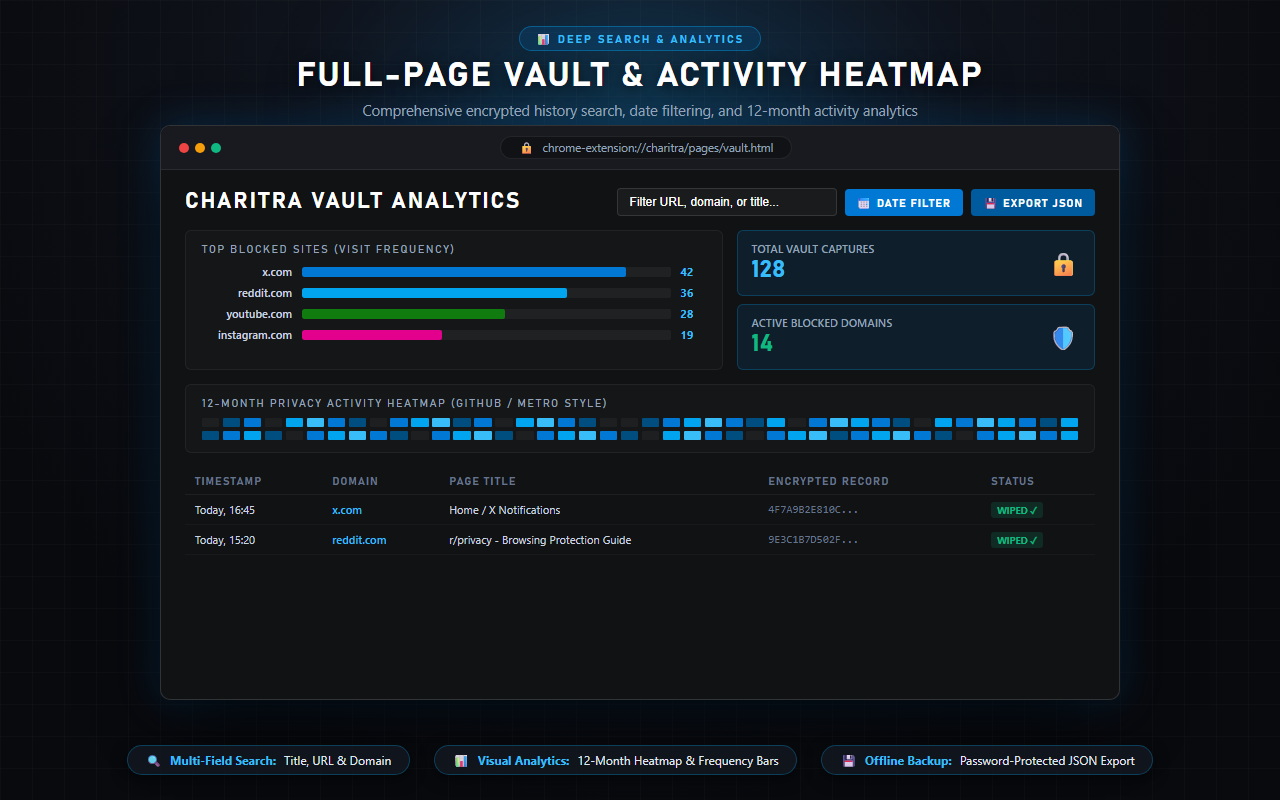 DEEP SEARCH & ANALYTICS
FULL-PAGE VAULT & ACTIVITY HEATMAP
Comprehensive encrypted history search, date filtering, and 12-month activity analytics
chrome-extension://charitra/pages/vault.html
CHARITRA VAULT ANALYTICS
Filter URL, domain, or title...
DATE FILTER
EXPORT JSON
TOP BLOCKED SITES (VISIT FREQUENCY)
x.com 42
reddit.com 36
youtube.com 28
instagram.com 19
TOTAL VAULT CAPTURES
128
ACTIVE BLOCKED DOMAINS
14
12-MONTH PRIVACY ACTIVITY HEATMAP (GITHUB / METRO STYLE)
TIMESTAMP DOMAIN PAGE TITLE ENCRYPTED RECORD STATUS
Today, 16:45 x.com Home / X Notifications 4F7A9B2E810C... WIPED ✓
Today, 15:20 reddit.com r/privacy - Browsing Protection Guide 9E3C1B7D502F... WIPED ✓
Multi-Field Search: Title, URL & Domain
Visual Analytics: 12-Month Heatmap & Frequency Bars
Offline Backup: Password-Protected JSON Export